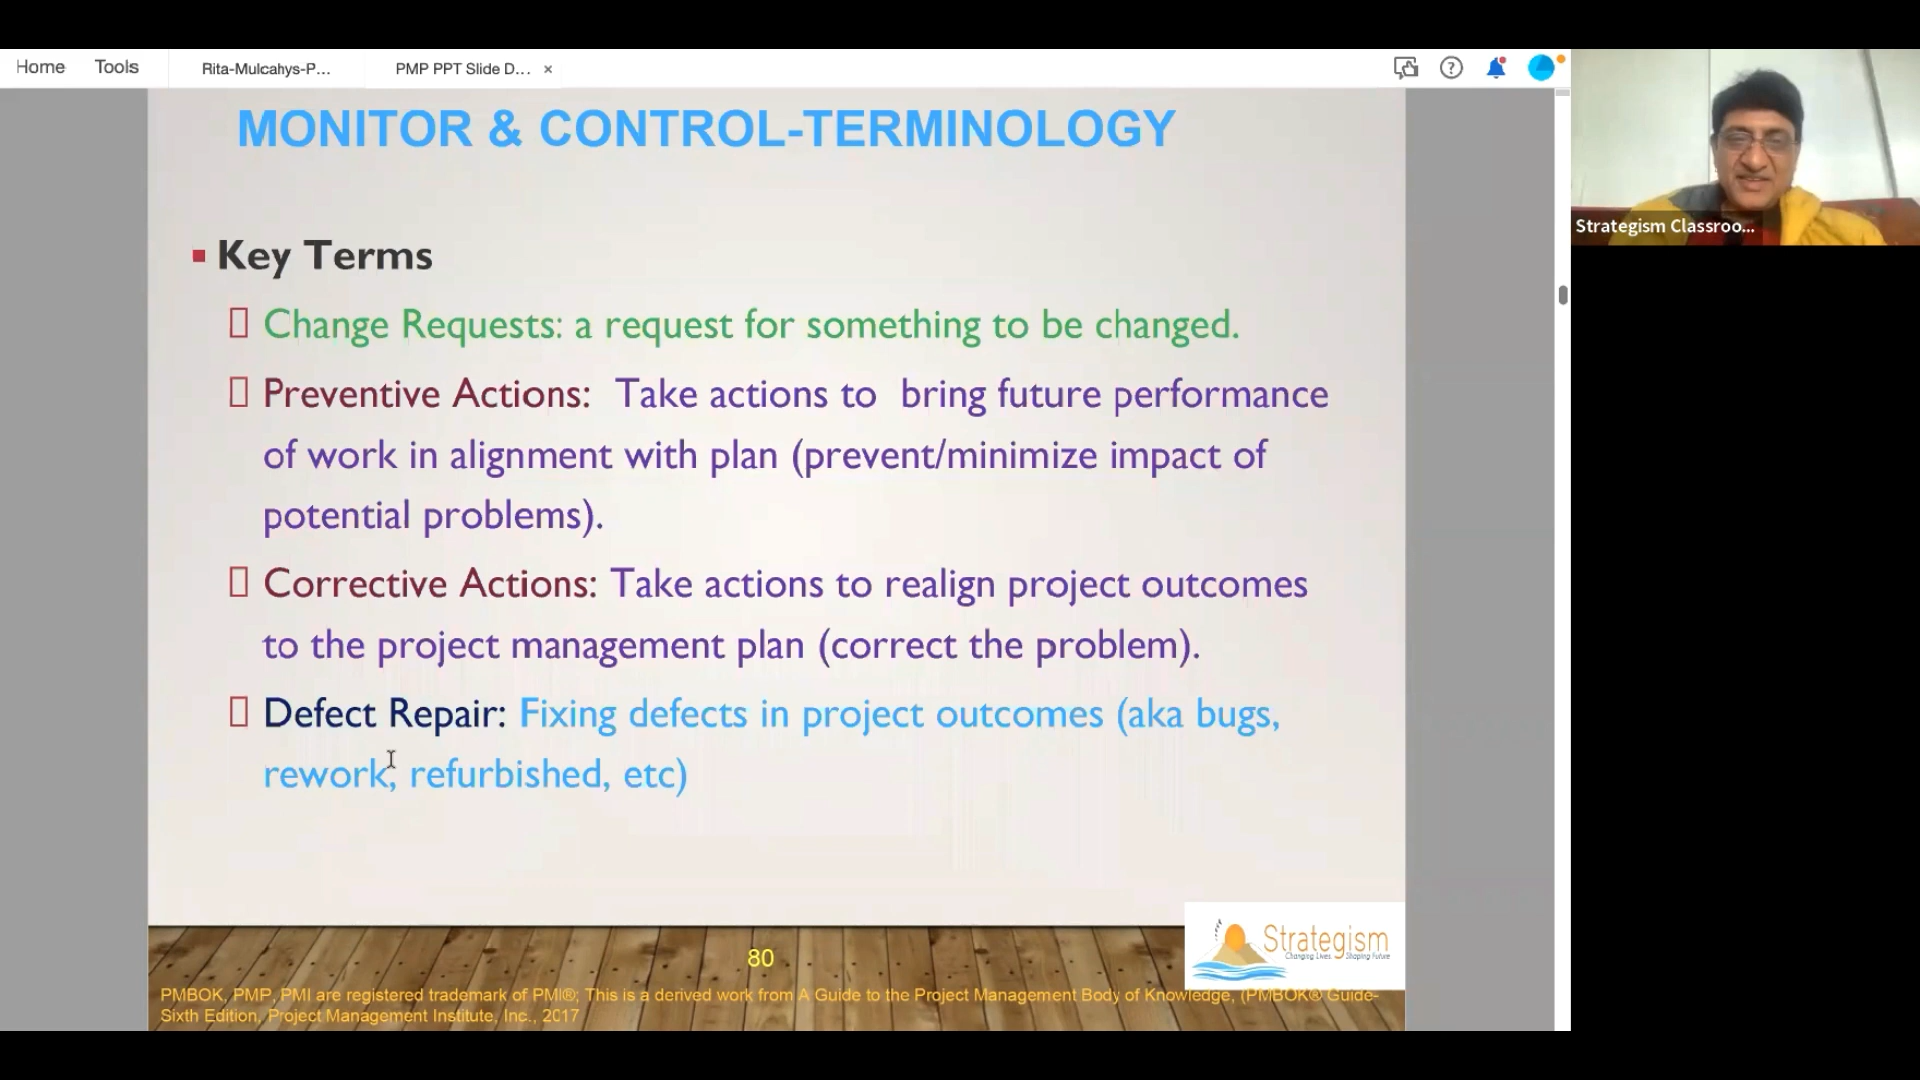 Home Tools Rita-Mulcahys-P... PMP PPT Slide D... ×
MONITOR & CONTROL-TERMINOLOGY
Strategism Classroo...
Key Terms
Change Requests: a request for something to be changed.
Preventive Actions: Take actions to bring future performance
of work in alignment with plan (prevent/minimize impact of
potential problems).
Corrective Actions: Take actions to realign project outcomes
to the project management plan (correct the problem).
Defect Repair: Fixing defects in project outcomes (aka bugs,
rework, refurbished, etc)
Strategism
Changing Lives. Shaping Future
80
PMBOK, PMP, PMI are registered trademark of PMI®; This is a derived work from A Guide to the Project Management Body of Knowledge, (PMBOK® Guide-
Sixth Edition, Project Management Institute, Inc., 2017